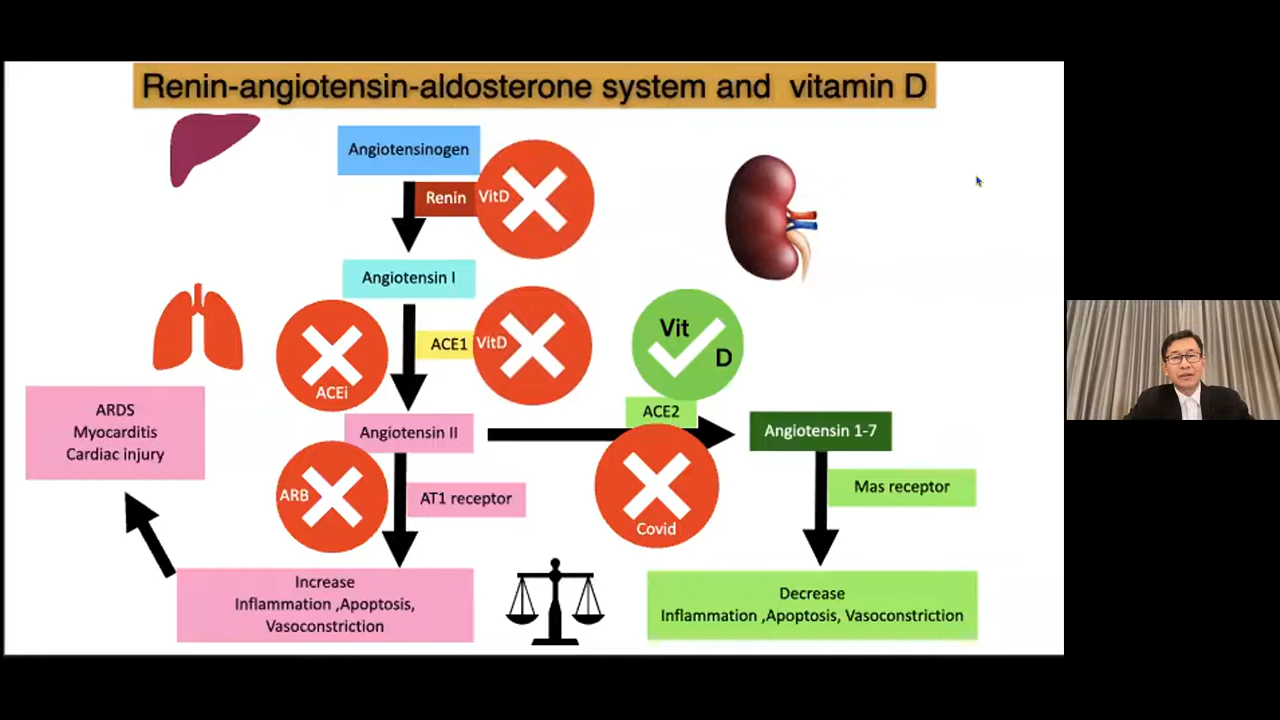 Renin-angiotensin-aldosterone system and vitamin D
Angiotensinogen
Renin
VitD
Angiotensin I
ACE1
VitD
ACEi
Vit
D
ACE2
Angiotensin II
Angiotensin 1-7
ARDS
Myocarditis
Cardiac injury
ARB
AT1 receptor
Covid
Mas receptor
Increase
Inflammation ,Apoptosis,
Vasoconstriction
Decrease
Inflammation ,Apoptosis, Vasoconstriction